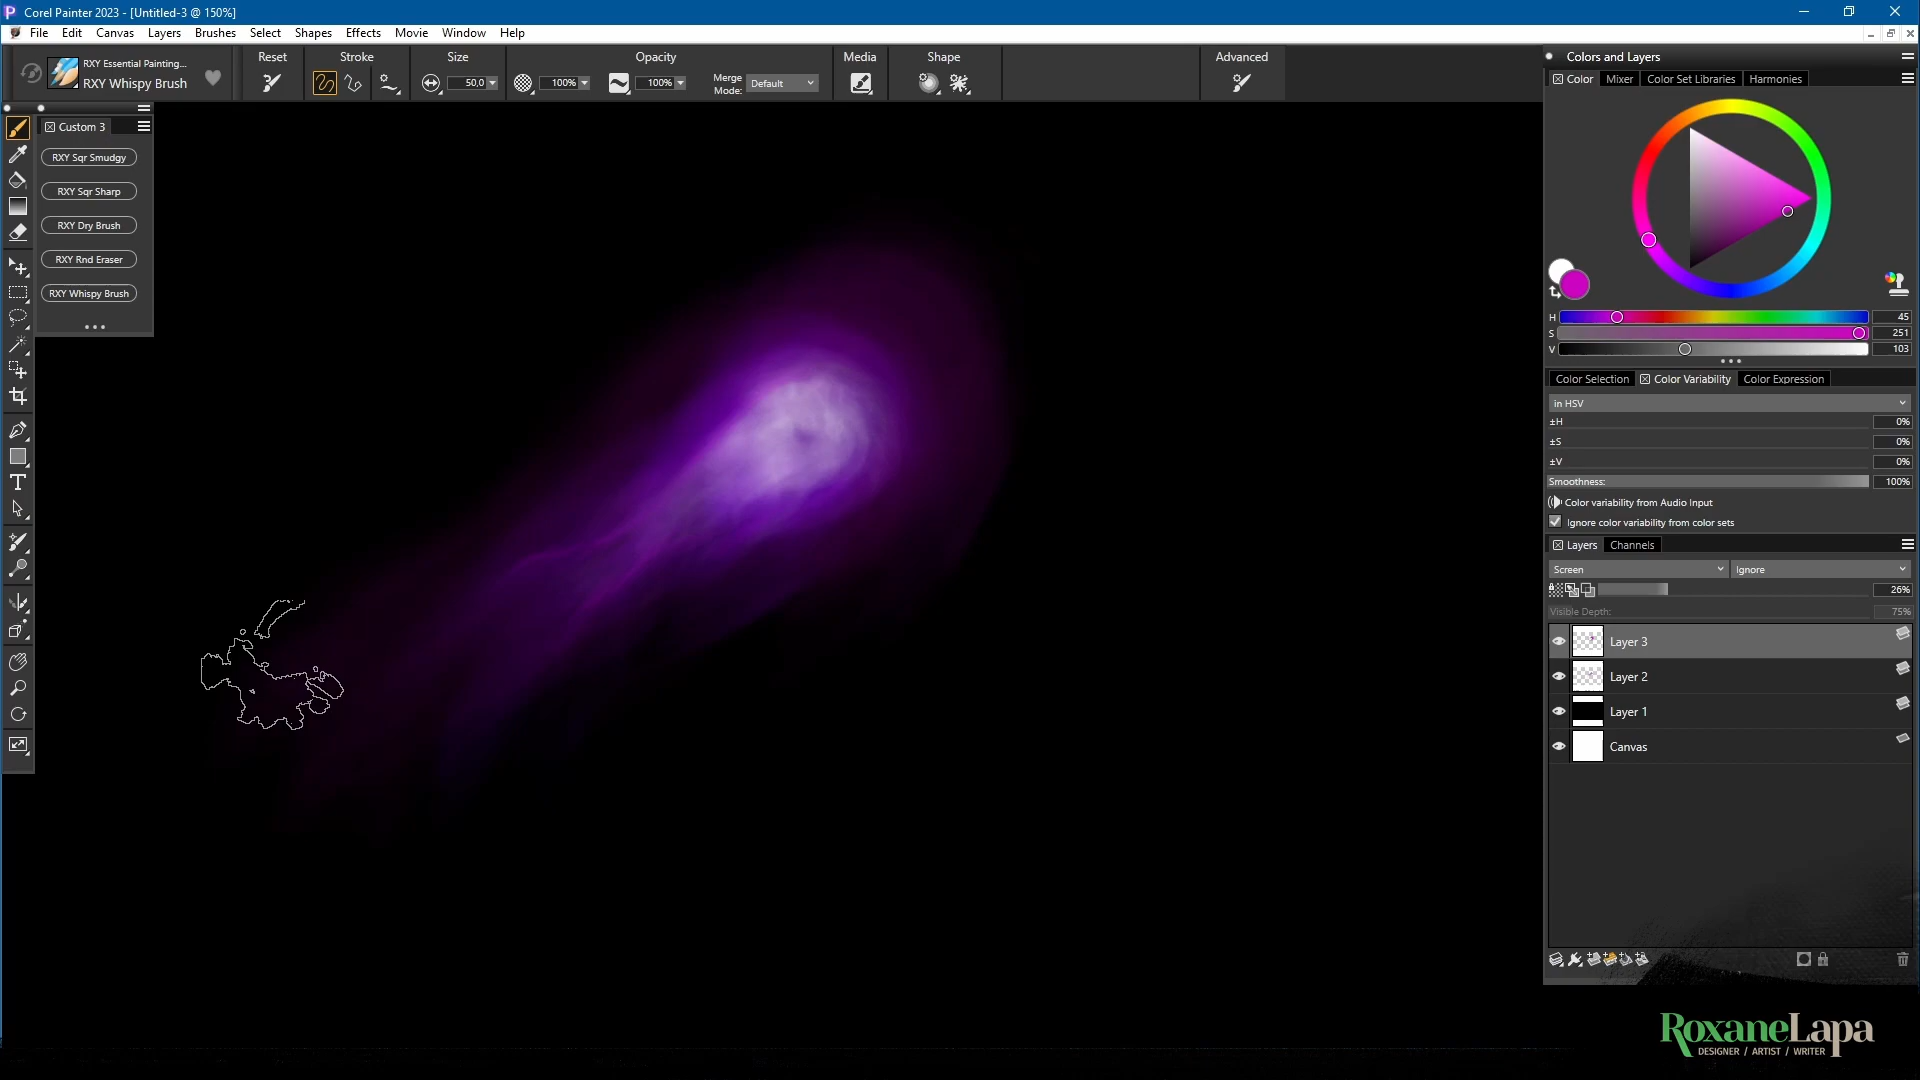 Corel Painter 2023 - [Untitled-3 @ 150%]
File Edit Canvas Layers Brushes Select Shapes Effects Movie Window Help
RXY Essential Painting...
RXY Whispy Brush
Reset Stroke Size Opacity Media Shape Advanced
50,0 100% 100% Merge Mode: Default
Custom 3
RXY Sqr Smudgy
RXY Sqr Sharp
RXY Dry Brush
RXY Rnd Eraser
RXY Whispy Brush
Colors and Layers
Color Mixer Color Set Libraries Harmonies
H 45
S 251
V 103
Color Selection Color Variability Color Expression
in HSV
±H 0%
±S 0%
±V 0%
Smoothness: 100%
Color variability from Audio Input
Ignore color variability from color sets
Layers Channels
Screen Ignore
26%
Visible Depth: 75%
Layer 3
Layer 2
Layer 1
Canvas
T
RoxaneLapa
DESIGNER / ARTIST / WRITER